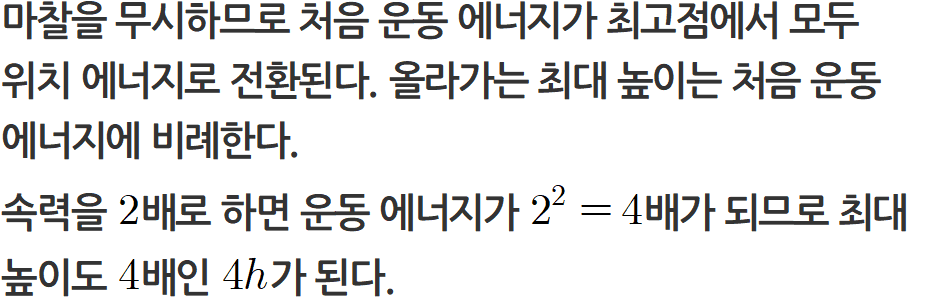 마찰을 무시하므로 처음 운동 에너지가 최고점에서 모두
위치 에너지로 전환된다. 올라가는 최대 높이는 처음 운동
에너지에 비례한다.
속력을 2배로 하면 운동 에너지가 2² = 4배가 되므로 최대
높이도 4배인 4h가 된다.